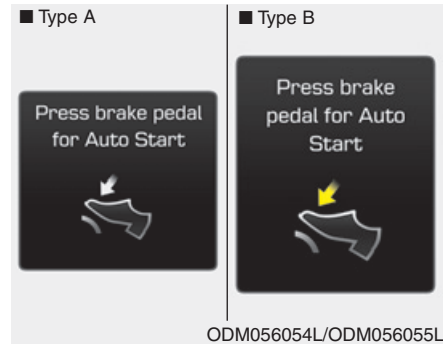 ■ Type A
Press brake pedal
for Auto Start
■ Type B
Press brake
pedal for Auto
Start
ODM056054L/ODM056055L